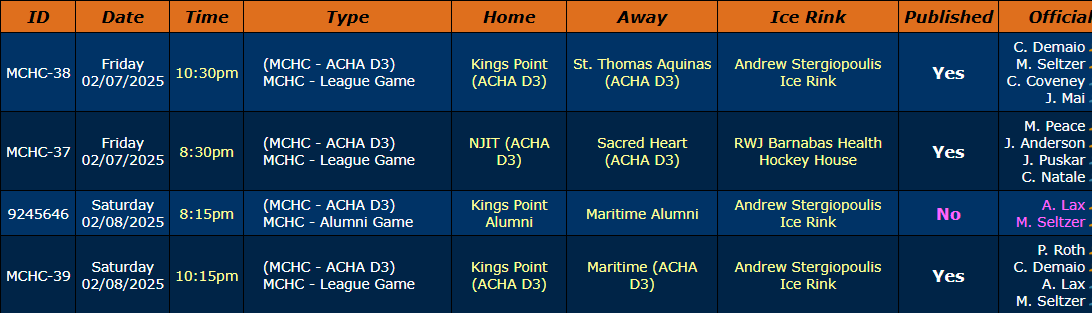 ID Date Time Type Home Away Ice Rink Published Official
MCHC-38 Friday 02/07/2025 10:30pm (MCHC - ACHA D3) MCHC - League Game Kings Point (ACHA D3) St. Thomas Aquinas (ACHA D3) Andrew Stergiopoulis Ice Rink Yes C. Demaio M. Seltzer C. Coveney J. Mai
MCHC-37 Friday 02/07/2025 8:30pm (MCHC - ACHA D3) MCHC - League Game NJIT (ACHA D3) Sacred Heart (ACHA D3) RWJ Barnabas Health Hockey House Yes M. Peace J. Anderson J. Puskar C. Natale
9245646 Saturday 02/08/2025 8:15pm (MCHC - ACHA D3) MCHC - Alumni Game Kings Point Alumni Maritime Alumni Andrew Stergiopoulis Ice Rink No A. Lax M. Seltzer
MCHC-39 Saturday 02/08/2025 10:15pm (MCHC - ACHA D3) MCHC - League Game Kings Point (ACHA D3) Maritime (ACHA D3) Andrew Stergiopoulis Ice Rink Yes P. Roth C. Demaio A. Lax M. Seltzer